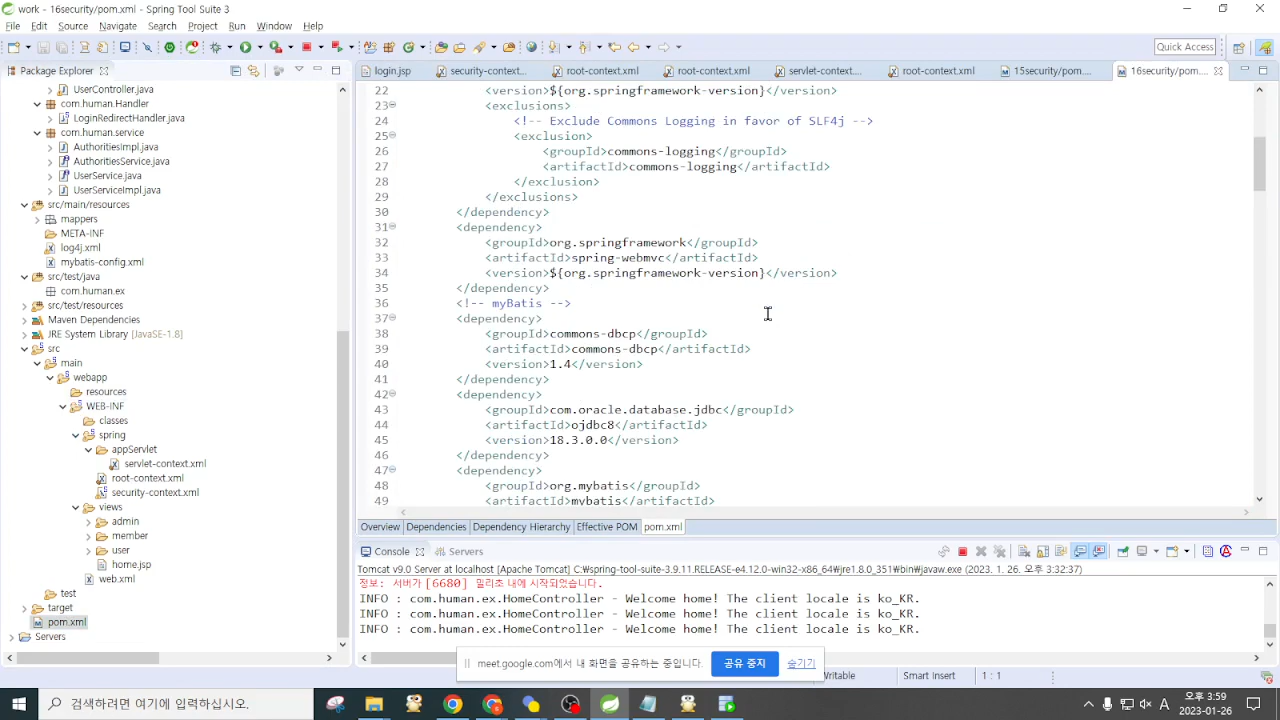 work - 16security/pom.xml - Spring Tool Suite 3
File Edit Source Navigate Search Project Run Window Help
Quick Access
Package Explorer
login.jsp security-context... root-context.xml root-context.xml servlet-context... root-context.xml 15security/pom.... 16security/pom....
UserController.java
com.human.Handler
LoginRedirectHandler.java
com.human.service
AuthoritiesImpl.java
AuthoritiesService.java
UserService.java
UserServiceImpl.java
src/main/resources
mappers
META-INF
log4j.xml
mybatis-config.xml
src/test/java
com.human.ex
src/test/resources
Maven Dependencies
JRE System Library [JavaSE-1.8]
src
main
webapp
resources
WEB-INF
classes
spring
appServlet
servlet-context.xml
root-context.xml
security-context.xml
views
admin
member
user
home.jsp
web.xml
test
target
pom.xml
Servers
22 <version>${org.springframework-version}</version>
23 <exclusions>
24 <!-- Exclude Commons Logging in favor of SLF4j -->
25 <exclusion>
26 <groupId>commons-logging</groupId>
27 <artifactId>commons-logging</artifactId>
28 </exclusion>
29 </exclusions>
30 </dependency>
31 <dependency>
32 <groupId>org.springframework</groupId>
33 <artifactId>spring-webmvc</artifactId>
34 <version>${org.springframework-version}</version>
35 </dependency>
36 <!-- myBatis -->
37 <dependency>
38 <groupId>commons-dbcp</groupId>
39 <artifactId>commons-dbcp</artifactId>
40 <version>1.4</version>
41 </dependency>
42 <dependency>
43 <groupId>com.oracle.database.jdbc</groupId>
44 <artifactId>ojdbc8</artifactId>
45 <version>18.3.0.0</version>
46 </dependency>
47 <dependency>
48 <groupId>org.mybatis</groupId>
49 <artifactId>mybatis</artifactId>
Overview Dependencies Dependency Hierarchy Effective POM pom.xml
Console Servers
Tomcat v9.0 Server at localhost [Apache Tomcat] C:₩spring-tool-suite-3.9.11.RELEASE-e4.12.0-win32-x86_64₩jre1.8.0_351₩bin₩javaw.exe (2023. 1. 26. 오후 3:32:37)
정보: 서버가 [6680] 밀리초 내에 시작되었습니다.
INFO : com.human.ex.HomeController - Welcome home! The client locale is ko_KR.
INFO : com.human.ex.HomeController - Welcome home! The client locale is ko_KR.
INFO : com.human.ex.HomeController - Welcome home! The client locale is ko_KR.
meet.google.com에서 내 화면을 공유하는 중입니다. 공유 중지 숨기기
Writable Smart Insert 1 : 1
검색하려면 여기에 입력하십시오.
A 오후 3:59
2023-01-26